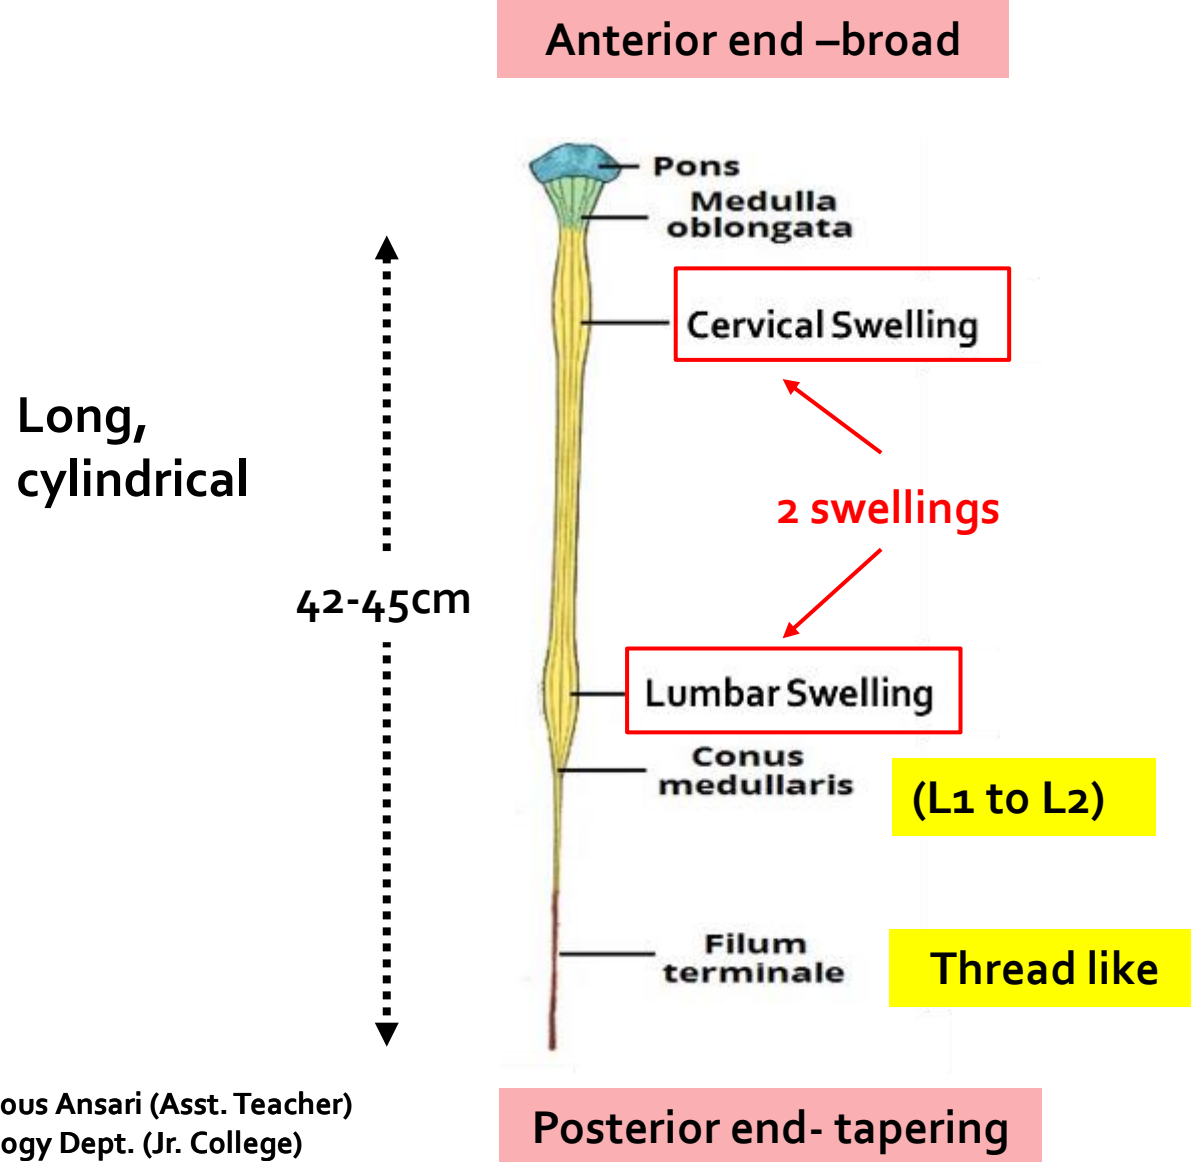 Anterior end –broad
Pons
Medulla
oblongata
Cervical Swelling
Long,
cylindrical
2 swellings
42-45cm
Lumbar Swelling
Conus
medullaris
(L1 to L2)
Filum
terminale
Thread like
ous Ansari (Asst. Teacher)
ogy Dept. (Jr. College)
Posterior end- tapering